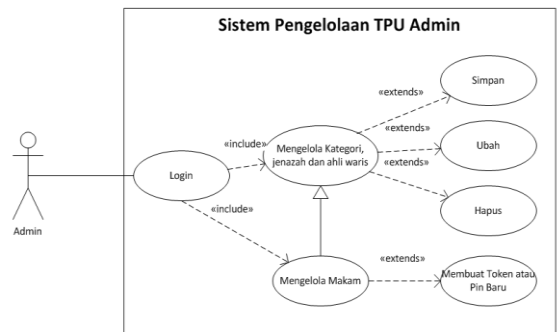 Sistem Pengelolaan TPU Admin
Simpan
«extends»
«extends»
Ubah
«include»
Mengelola Kategori,
jenazah dan ahli waris
«extends»
Login
Hapus
«include»
Admin
«extends»
Mengelola Makam
Membuat Token atau
Pin Baru